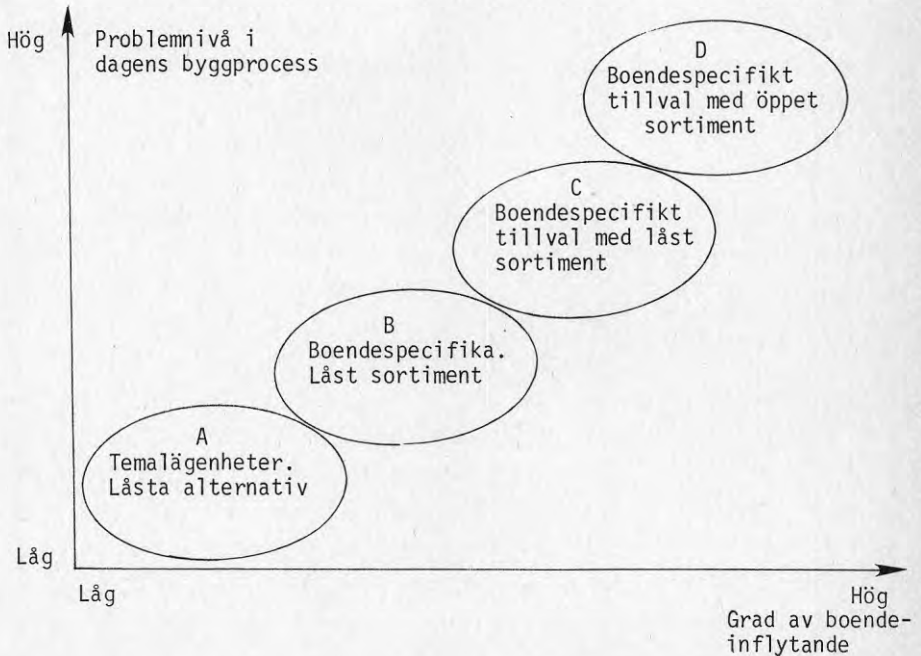 Hög
Problemnivå i
dagens byggprocess
D
Boendespecifikt
tillval med öppet
sortiment
C
Boendespecifikt
tillval med låst
sortiment
B
Boendespecifika.
Låst sortiment
A
Temalägenheter.
Låsta alternativ
Låg
Låg
Hög
Grad av boende-
inflytande